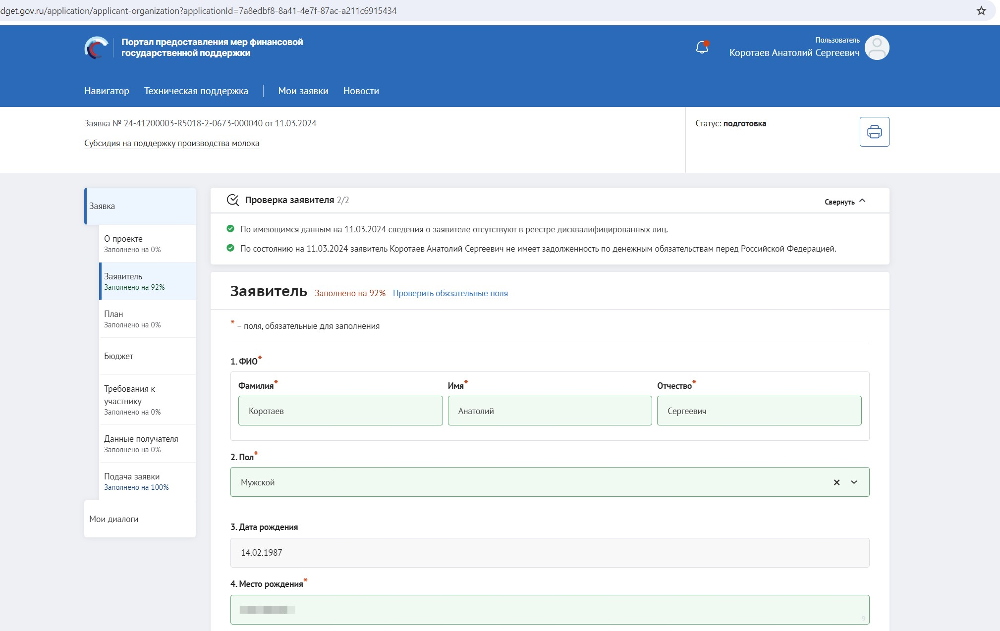 dget.gov.ru/application/applicant-organization?applicationId=7a8edbf8-8a41-4e7f-87ac-a211c6915434
Портал предоставления мер финансовой
государственной поддержки
Пользователь
Коротаев Анатолий Сергеевич
Навигатор Техническая поддержка Мои заявки Новости
Заявка № 24-41200003-R5018-2-0673-000040 от 11.03.2024
Субсидия на поддержку производства молока
Статус: подготовка
Заявка
О проекте
Заполнено на 0%
Заявитель
Заполнено на 92%
План
Заполнено на 0%
Бюджет
Требования к
участнику
Заполнено на 0%
Данные получателя
Заполнено на 0%
Подача заявки
Заполнено на 100%
Мои диалоги
Проверка заявителя 2/2
Свернуть
По имеющимся данным на 11.03.2024 сведения о заявителе отсутствуют в реестре дисквалифицированных лиц.
По состоянию на 11.03.2024 заявитель Коротаев Анатолий Сергеевич не имеет задолженность по денежным обязательствам перед Российской Федерацией.
Заявитель Заполнено на 92% Проверить обязательные поля
* – поля, обязательные для заполнения
1. ФИО*
Фамилия* Имя* Отчество*
Коротаев Анатолий Сергеевич
2. Пол*
Мужской
3. Дата рождения
14.02.1987
4. Место рождения*
9